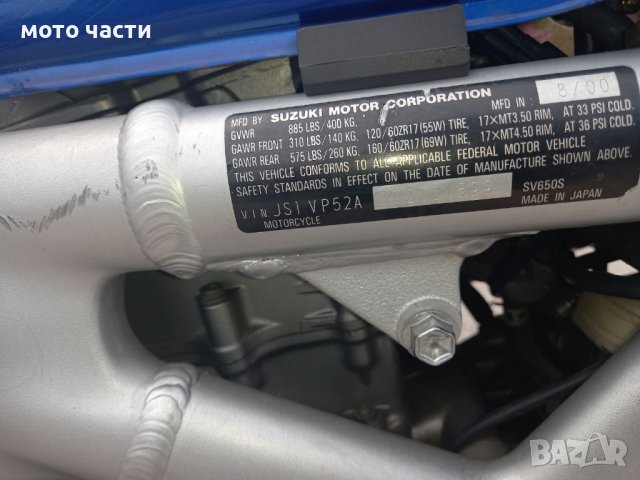 мото части
MFD BY SUZUKI MOTOR CORPORATION MFD IN : 8/00
GVWR 885 LBS/400 KG.
GAWR FRONT 310 LBS/140 KG. 120/60ZR17(55W) TIRE, 17×MT3.50 RIM, AT 33 PSI COLD.
GAWR REAR 575 LBS/260 KG. 160/60ZR17(69W) TIRE, 17×MT4.50 RIM, AT 36 PSI COLD.
THIS VEHICLE CONFORMS TO ALL APPLICABLE FEDERAL MOTOR VEHICLE
SAFETY STANDARDS IN EFFECT ON THE DATE OF MANUFACTURE SHOWN ABOVE.
V.I.N. JS1VP52A SV650S
MOTORCYCLE MADE IN JAPAN
BAZAR